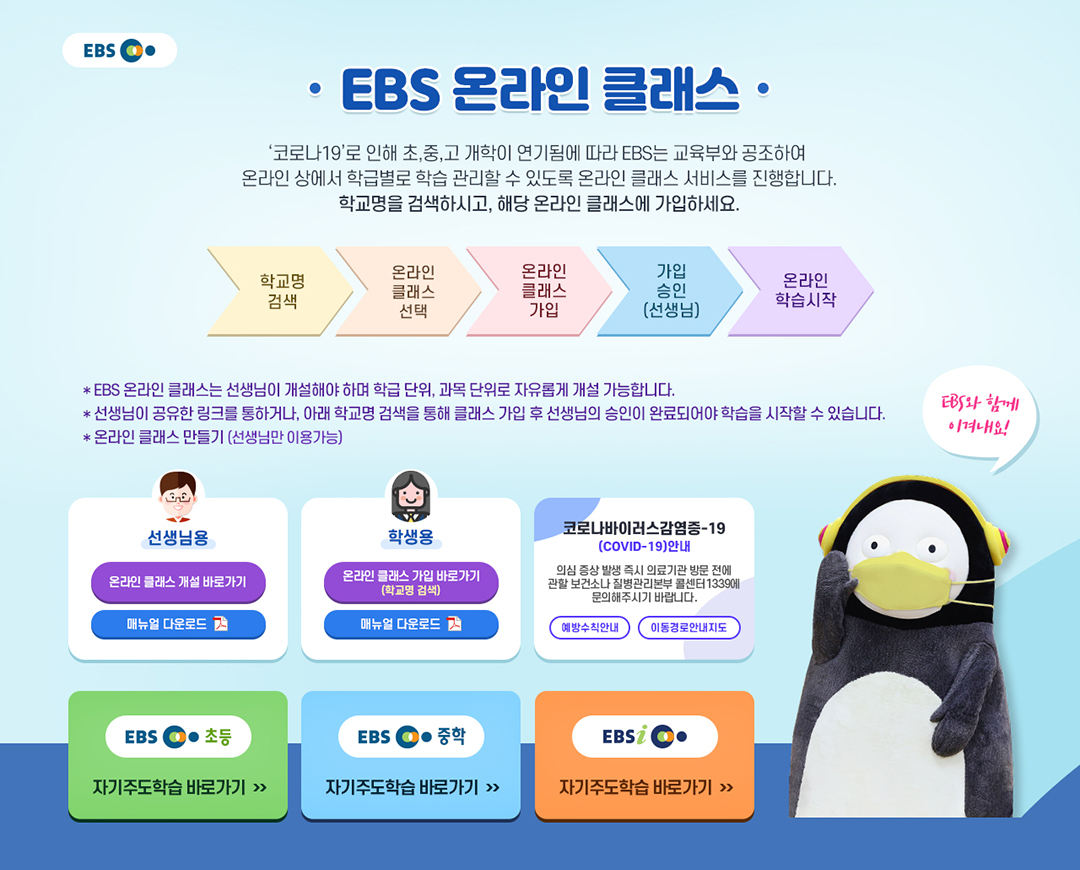 EBS
EBS 온라인 클래스
‘코로나19’로 인해 초,중,고 개학이 연기됨에 따라 EBS는 교육부와 공조하여
온라인 상에서 학급별로 학습 관리할 수 있도록 온라인 클래스 서비스를 진행합니다.
학교명을 검색하시고, 해당 온라인 클래스에 가입하세요.
학교명
검색
온라인
클래스
선택
온라인
클래스
가입
가입
승인
(선생님)
온라인
학습시작
* EBS 온라인 클래스는 선생님이 개설해야 하며 학급 단위, 과목 단위로 자유롭게 개설 가능합니다.
* 선생님이 공유한 링크를 통하거나, 아래 학교명 검색을 통해 클래스 가입 후 선생님의 승인이 완료되어야 학습을 시작할 수 있습니다.
* 온라인 클래스 만들기 (선생님만 이용가능)
EBS와 함께
이겨내요!
선생님용
온라인 클래스 개설 바로가기
매뉴얼 다운로드
학생용
온라인 클래스 가입 바로가기
(학교명 검색)
매뉴얼 다운로드
코로나바이러스감염증-19
(COVID-19)안내
의심 증상 발생 즉시 의료기관 방문 전에
관할 보건소나 질병관리본부 콜센터 1339에
문의해주시기 바랍니다.
예방수칙안내
이동경로안내지도
EBS 초등
자기주도학습 바로가기 >>
EBS 중학
자기주도학습 바로가기 >>
EBSi
자기주도학습 바로가기 >>